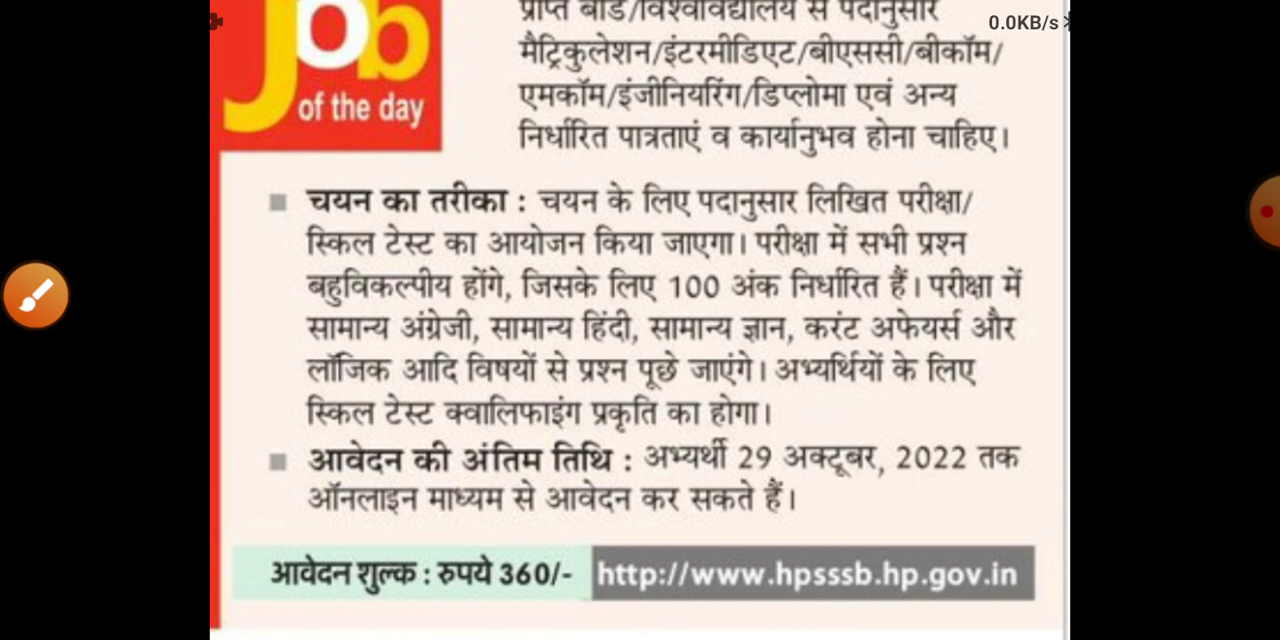 Job
of the day
प्राप्त बोर्ड/विश्वविद्यालय से पदानुसार
मैट्रिकुलेशन/इंटरमीडिएट/बीएससी/बीकॉम/
एमकॉम/इंजीनियरिंग/डिप्लोमा एवं अन्य
निर्धारित पात्रताएं व कार्यानुभव होना चाहिए।
0.0KB/s
चयन का तरीका : चयन के लिए पदानुसार लिखित परीक्षा/
स्किल टेस्ट का आयोजन किया जाएगा। परीक्षा में सभी प्रश्न
बहुविकल्पीय होंगे, जिसके लिए 100 अंक निर्धारित हैं। परीक्षा में
सामान्य अंग्रेजी, सामान्य हिंदी, सामान्य ज्ञान, करंट अफेयर्स और
लॉजिक आदि विषयों से प्रश्न पूछे जाएंगे। अभ्यर्थियों के लिए
स्किल टेस्ट क्वालिफाइंग प्रकृति का होगा।
आवेदन की अंतिम तिथि : अभ्यर्थी 29 अक्टूबर, 2022 तक
ऑनलाइन माध्यम से आवेदन कर सकते हैं।
आवेदन शुल्क : रुपये 360/-
http://www.hpsssb.hp.gov.in